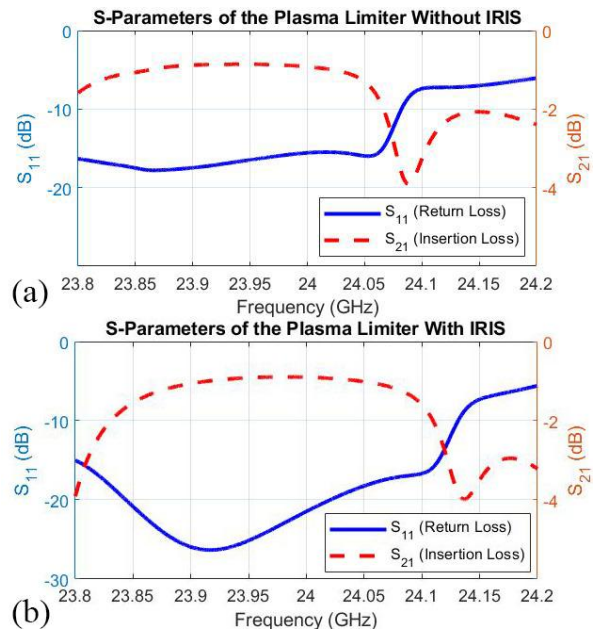 S-Parameters of the Plasma Limiter Without IRIS
0
-10
-20
S11 (dB)
0
-2
-4
S21 (dB)
S11 (Return Loss)
S21 (Insertion Loss)
23.8 23.85 23.9 23.95 24 24.05 24.1 24.15 24.2
Frequency (GHz)
(a)
S-Parameters of the Plasma Limiter With IRIS
0
-10
-20
-30
S11 (dB)
0
-2
-4
S21 (dB)
S11 (Return Loss)
S21 (Insertion Loss)
23.8 23.85 23.9 23.95 24 24.05 24.1 24.15 24.2
Frequency (GHz)
(b)